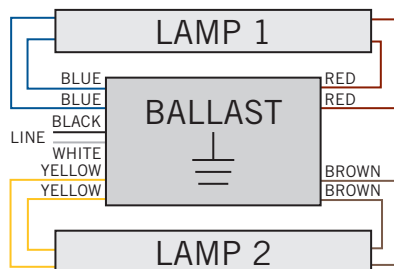 LAMP 1
BLUE
BLUE
BLACK
LINE
WHITE
YELLOW
YELLOW
BALLAST
RED
RED
BROWN
BROWN
LAMP 2